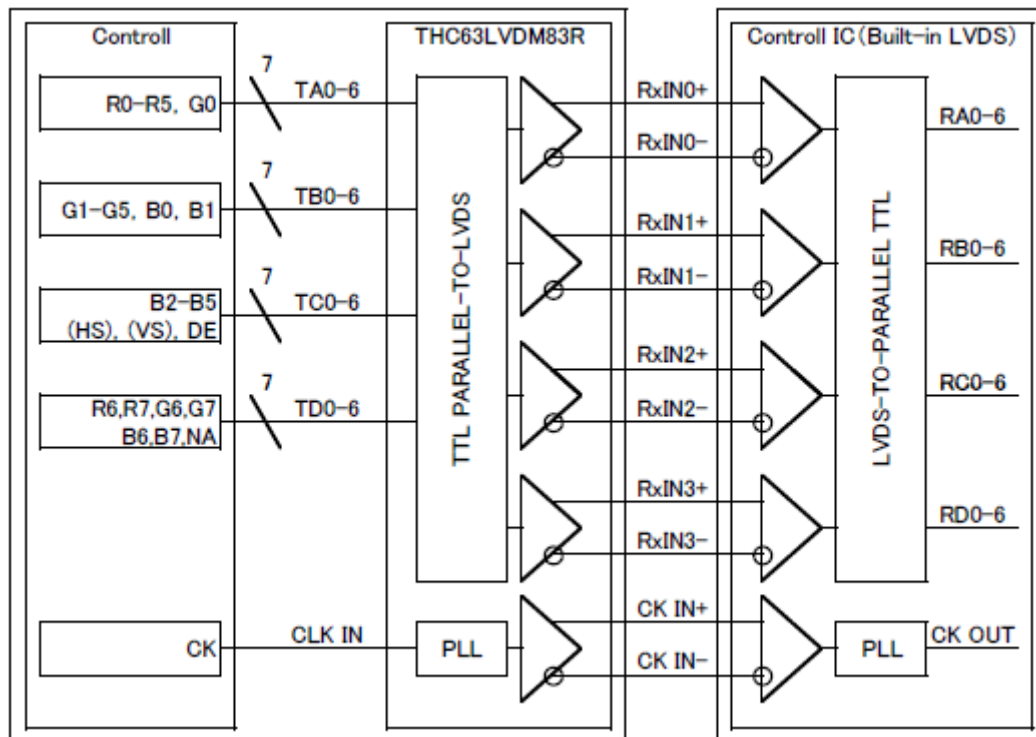 Controll
THC63LVDM83R
Controll IC(Built-in LVDS)
7
R0-R5, G0
TA0-6
RxIN0+
RxIN0-
RA0-6
7
G1-G5, B0, B1
TB0-6
RxIN1+
RxIN1-
RB0-6
7
B2-B5
(HS), (VS), DE
TC0-6
RxIN2+
RxIN2-
RC0-6
7
R6,R7,G6,G7
B6,B7,NA
TD0-6
RxIN3+
RxIN3-
RD0-6
TTL PARALLEL-TO-LVDS
LVDS-TO-PARALLEL TTL
CK
CLK IN
PLL
CK IN+
CK IN-
PLL
CK OUT